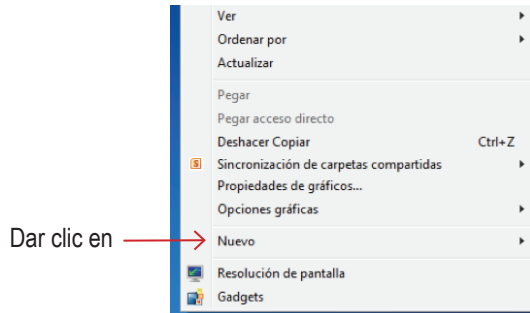 Ver
Ordenar por
Actualizar
Pegar
Pegar acceso directo
Deshacer Copiar Ctrl+Z
S Sincronización de carpetas compartidas
Propiedades de gráficos...
Opciones gráficas
Dar clic en Nuevo
Resolución de pantalla
Gadgets